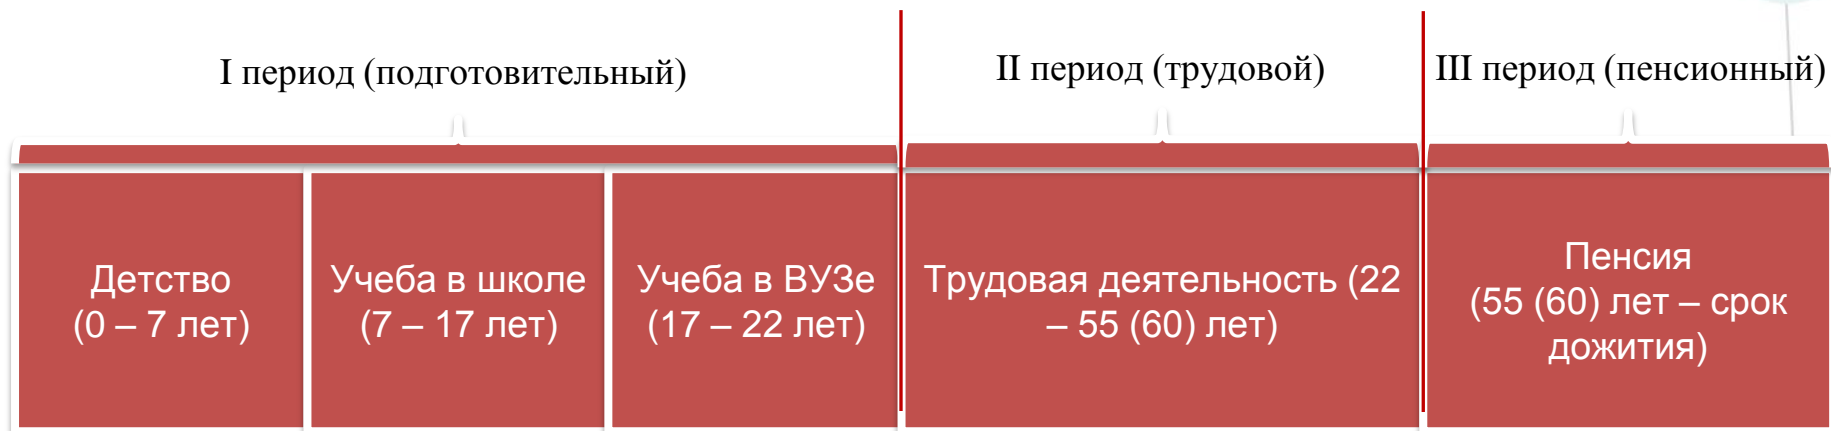 I период (подготовительный)
II период (трудовой)
III период (пенсионный)
Детство
(0 – 7 лет)
Учеба в школе
(7 – 17 лет)
Учеба в ВУЗе
(17 – 22 лет)
Трудовая деятельность (22
– 55 (60) лет)
Пенсия
(55 (60) лет – срок
дожития)